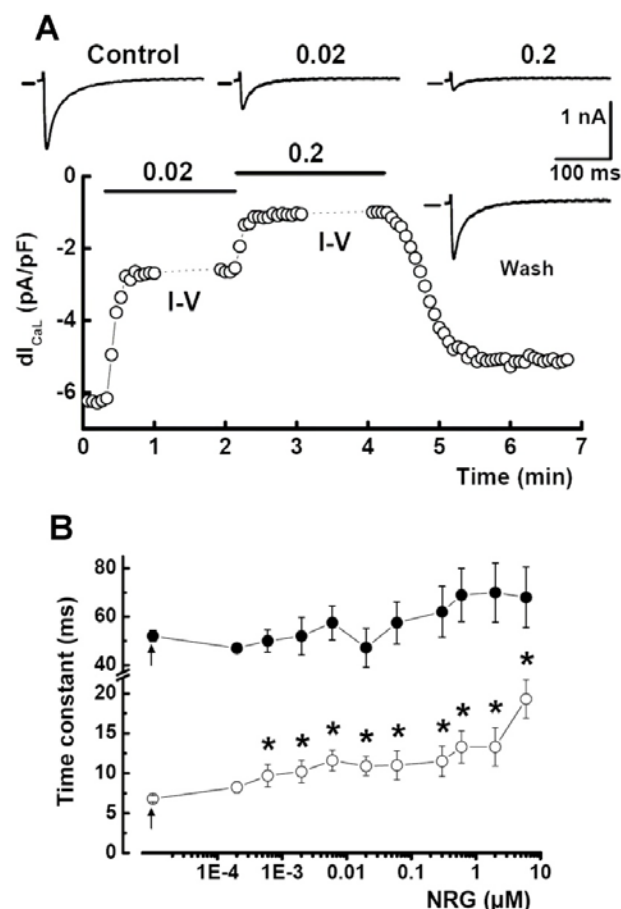 A
Control
0.02
0.2
1 nA
100 ms
0.02
0.2
I-V
I-V
Wash
dI_CaL (pA/pF)
0
-2
-4
-6
0 1 2 3 4 5 6 7
Time (min)
B
Time constant (ms)
80
60
40
20
15
10
5
0
* * * * * * * * *
1E-4 1E-3 0.01 0.1 1 10
NRG (µM)